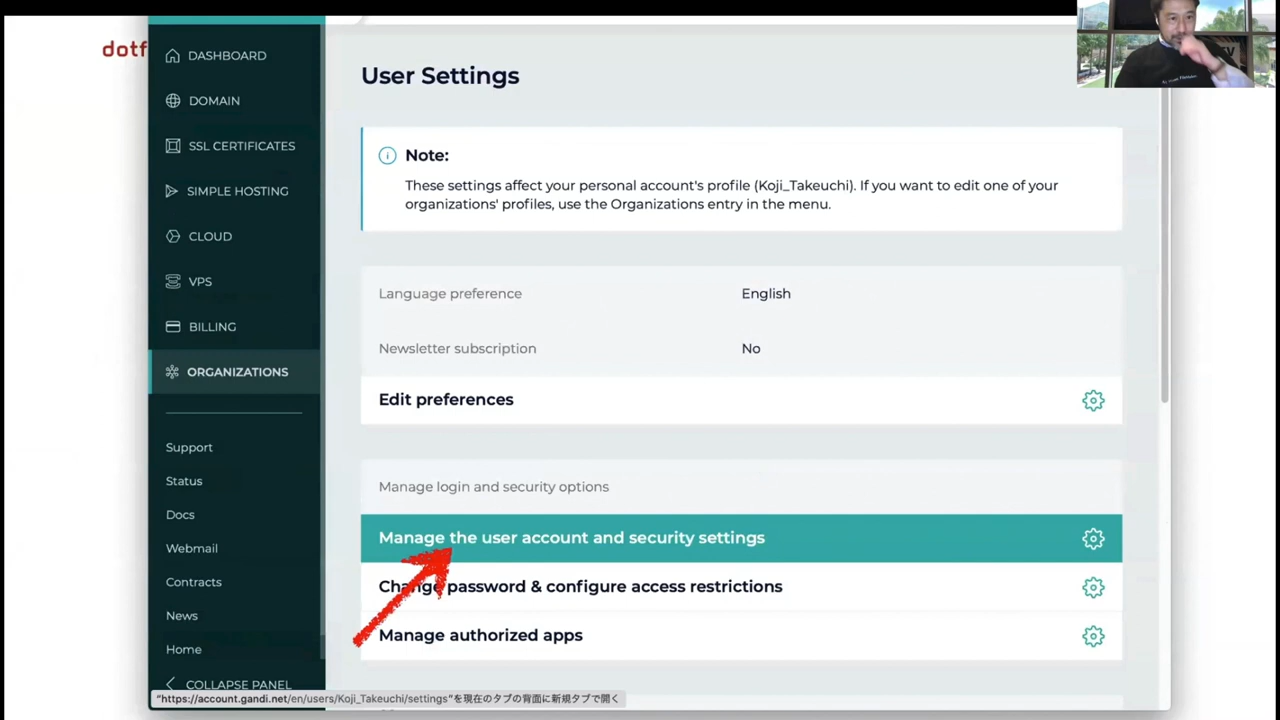 dotf
DASHBOARD
DOMAIN
SSL CERTIFICATES
SIMPLE HOSTING
CLOUD
VPS
BILLING
ORGANIZATIONS
Support
Status
Docs
Webmail
Contracts
News
Home
COLLAPSE PANEL
User Settings
Note:
These settings affect your personal account's profile (Koji_Takeuchi). If you want to edit one of your
organizations' profiles, use the Organizations entry in the menu.
Language preference English
Newsletter subscription No
Edit preferences
Manage login and security options
Manage the user account and security settings
Change password & configure access restrictions
Manage authorized apps
"https://account.gandi.net/en/users/Koji_Takeuchi/settings"を現在のタブの背面に新規タブで開く